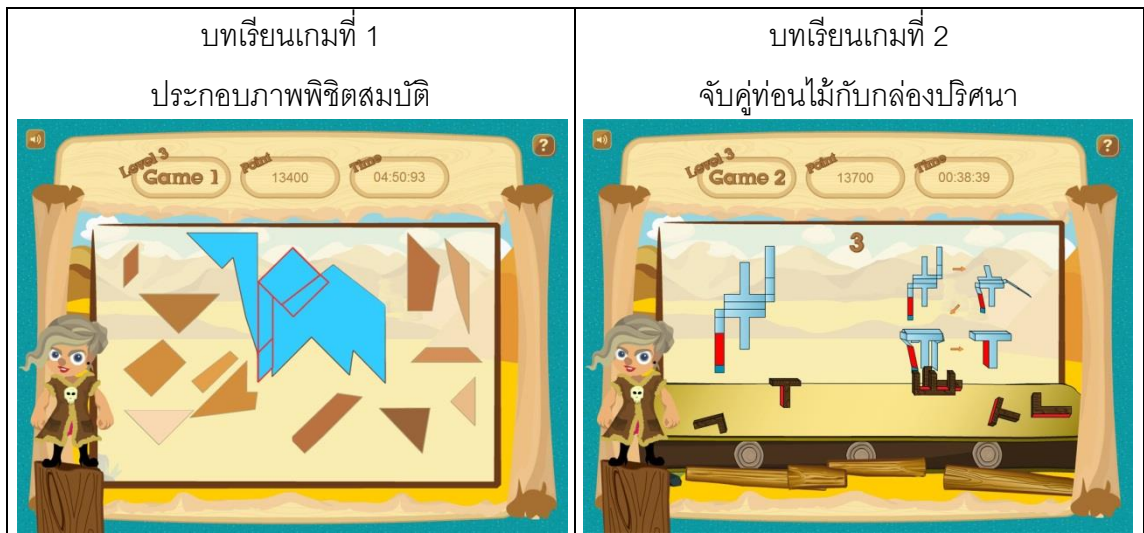 บทเรียนเกมที่ 1
ประกอบภาพพิชิตสมบัติ
Level 3
Game 1
Point
13400
Time
04:50:93
?
บทเรียนเกมที่ 2
จับคู่ท่อนไม้กับกล่องปริศนา
Level 3
Game 2
Point
13700
Time
00:38:39
?
3